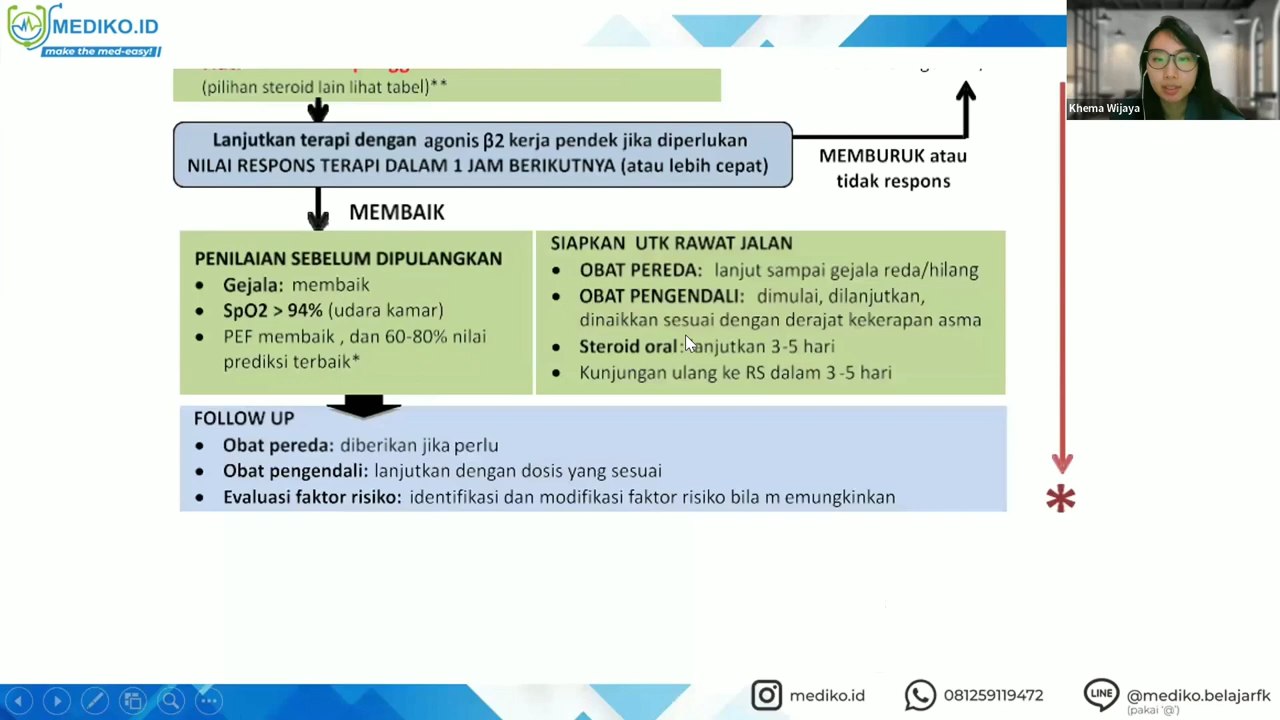 MEDIKO.ID
make the med-easy!
Khema Wijaya
(pilihan steroid lain lihat tabel)**
Lanjutkan terapi dengan agonis β2 kerja pendek jika diperlukan
NILAI RESPONS TERAPI DALAM 1 JAM BERIKUTNYA (atau lebih cepat)
MEMBURUK atau
tidak respons
MEMBAIK
PENILAIAN SEBELUM DIPULANGKAN
• Gejala: membaik
• SpO2 > 94% (udara kamar)
• PEF membaik , dan 60-80% nilai
prediksi terbaik*
SIAPKAN UTK RAWAT JALAN
• OBAT PEREDA: lanjut sampai gejala reda/hilang
• OBAT PENGENDALI: dimulai, dilanjutkan,
dinaikkan sesuai dengan derajat kekerapan asma
• Steroid oral: lanjutkan 3-5 hari
• Kunjungan ulang ke RS dalam 3-5 hari
FOLLOW UP
• Obat pereda: diberikan jika perlu
• Obat pengendali: lanjutkan dengan dosis yang sesuai
• Evaluasi faktor risiko: identifikasi dan modifikasi faktor risiko bila m emungkinkan
*
mediko.id
081259119472
LINE
@mediko.belajarfk
(pakai '@')